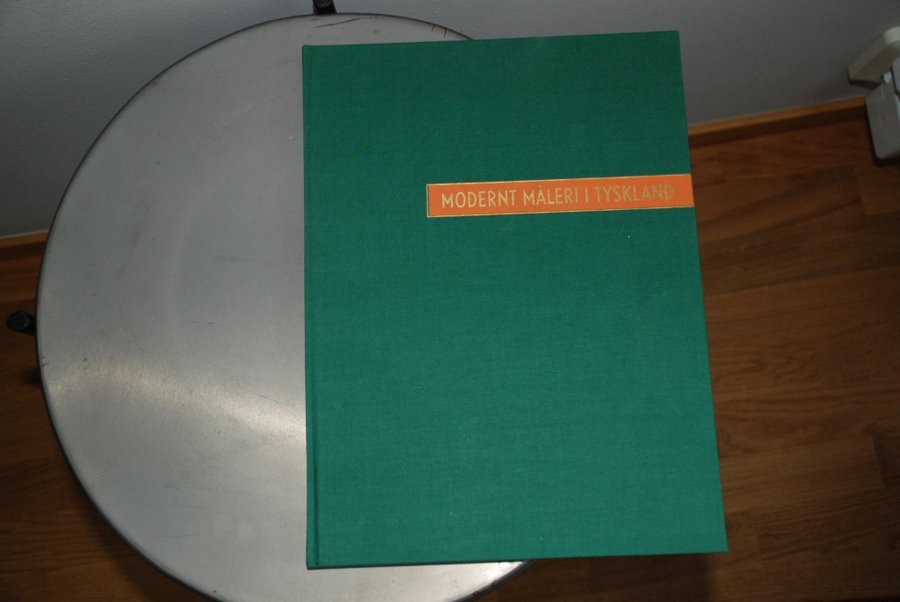 MODERNT MÅLERI I TYSKLAND